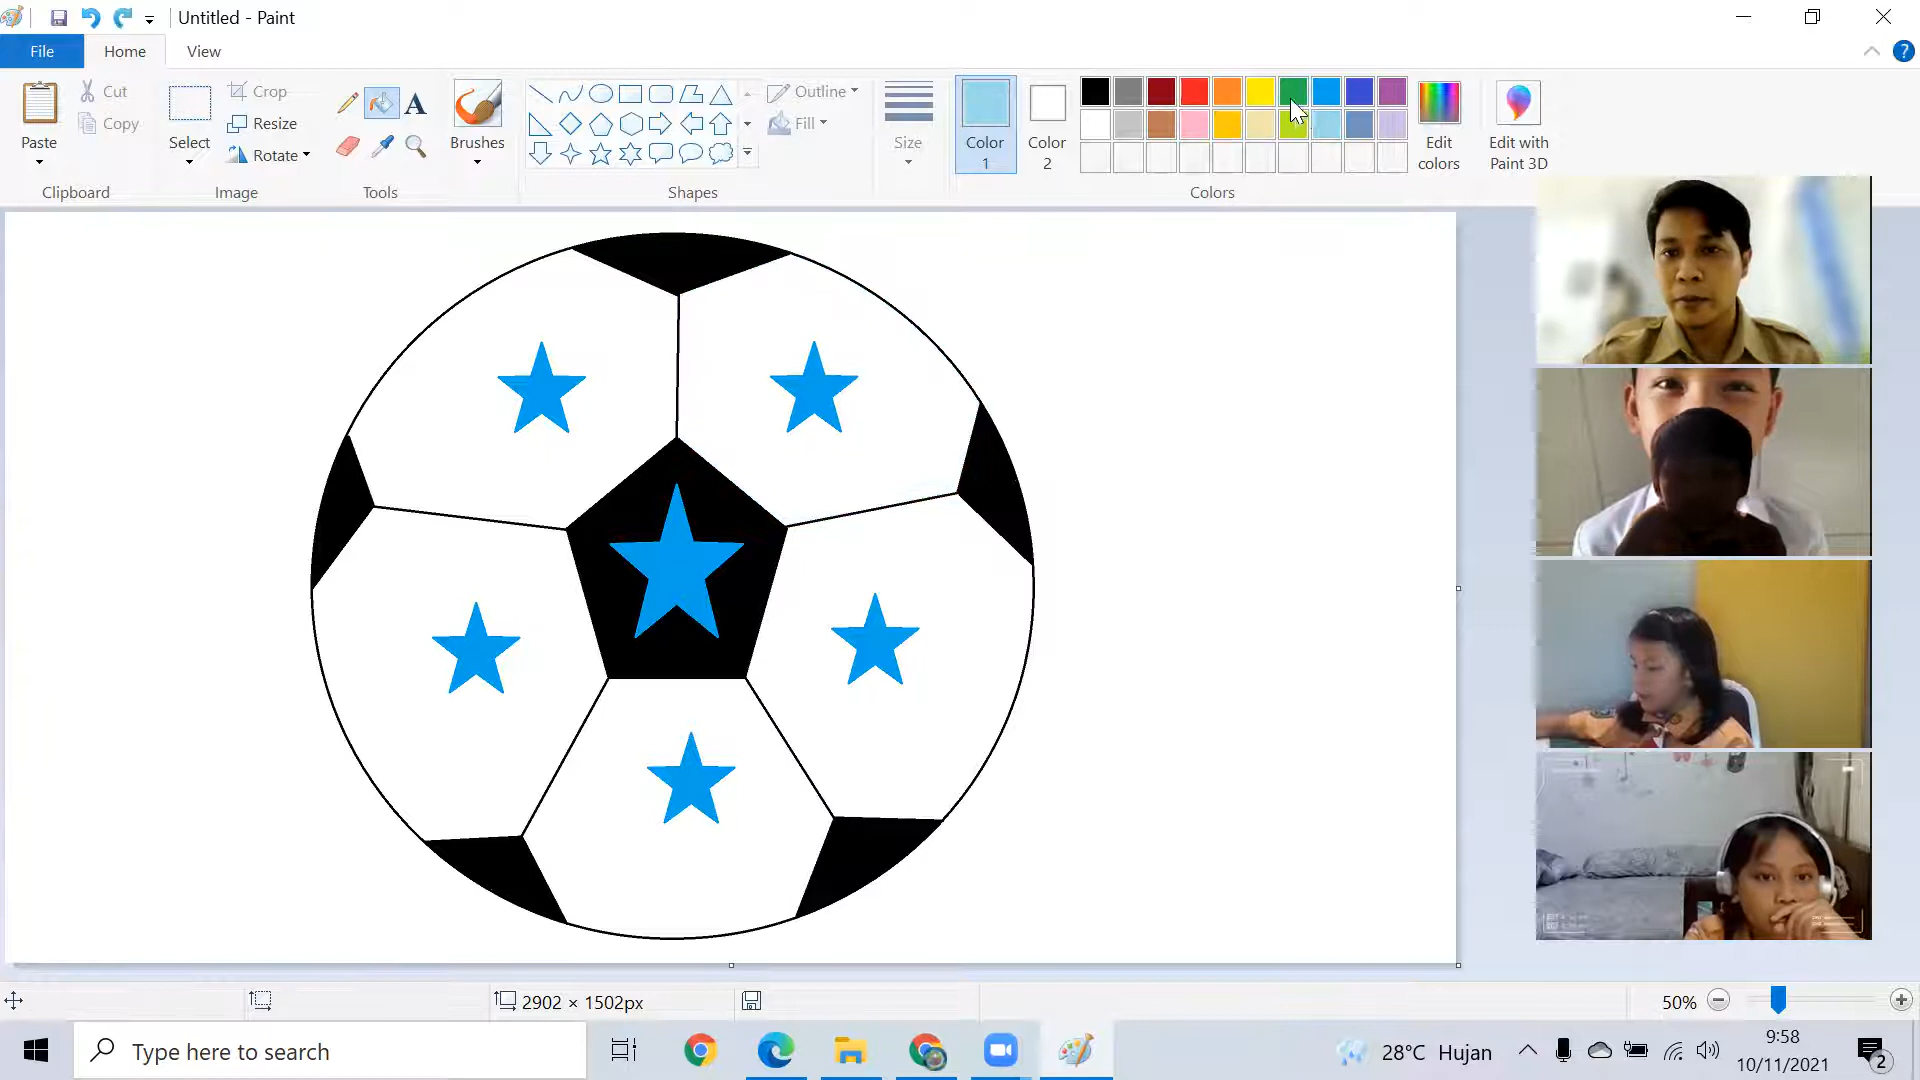 Untitled - Paint
File Home View
Paste
Cut
Copy
Clipboard
Select
Crop
Resize
Rotate
Image
Tools
Brushes
Shapes
Outline
Fill
Size
Color 1
Color 2
Colors
Edit colors
Edit with Paint 3D
2902 × 1502px
50%
Type here to search
28°C Hujan
9:58
10/11/2021
2